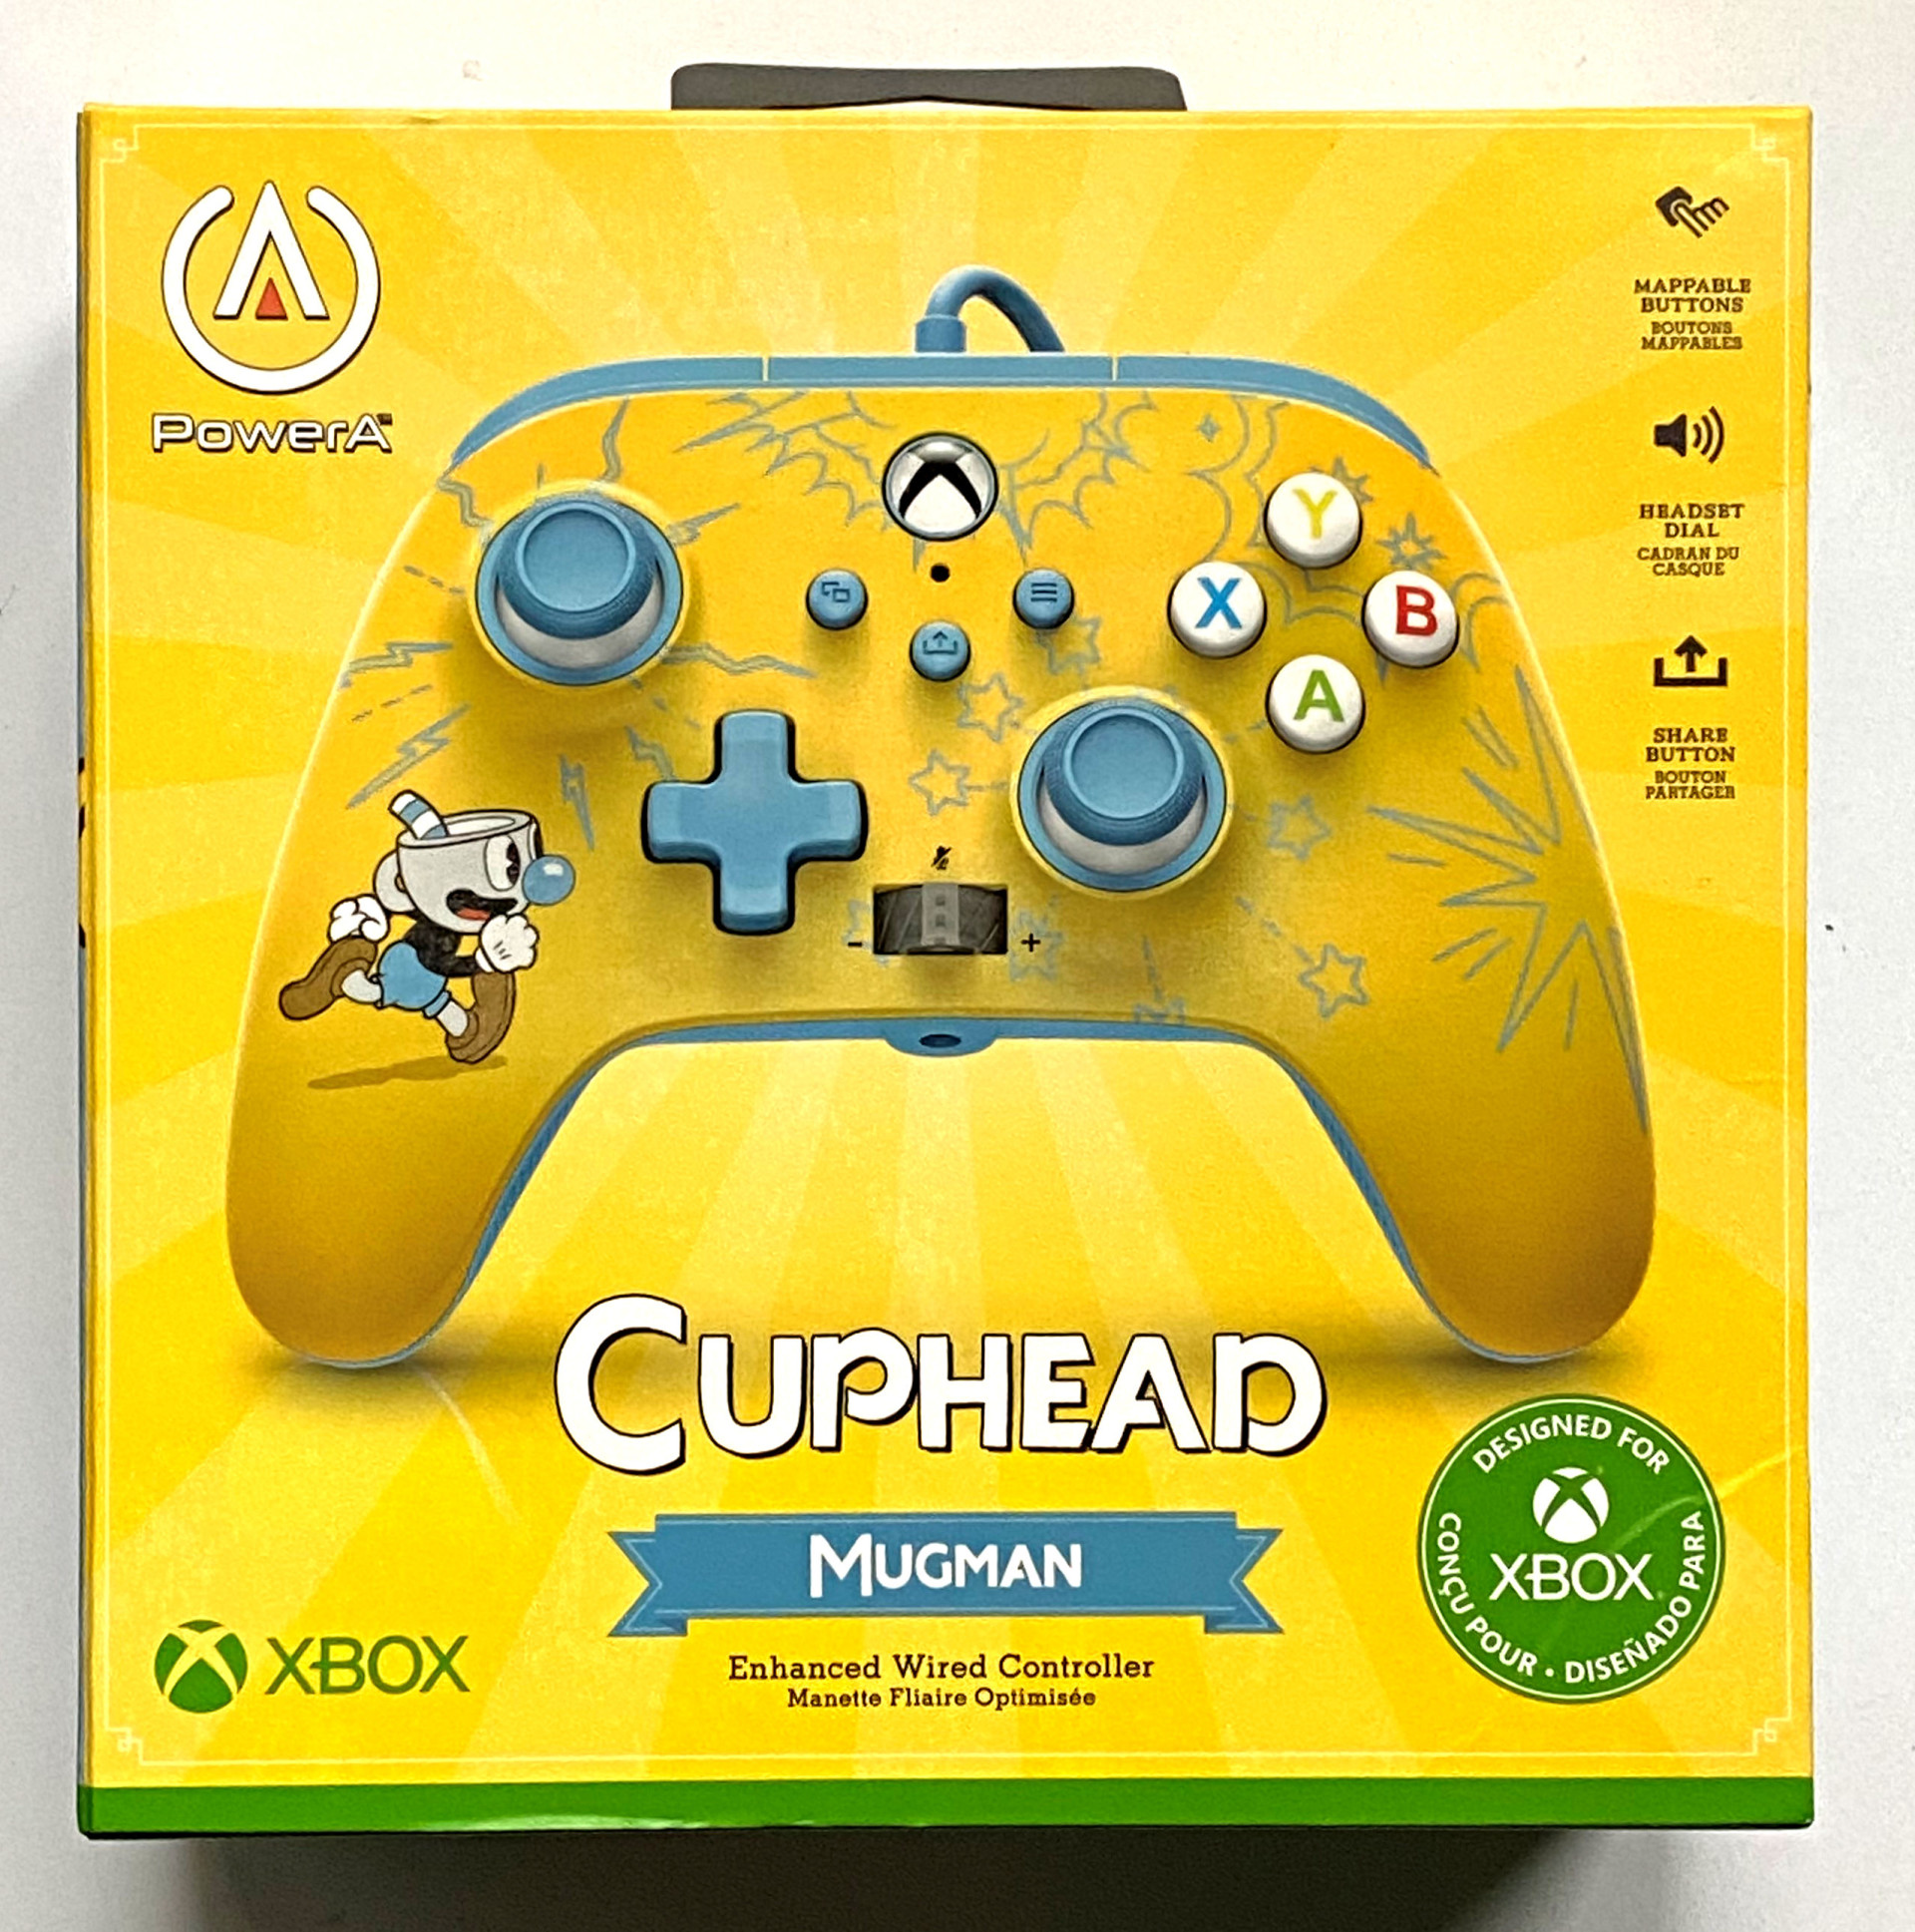 PowerA™
MAPPABLE
BUTTONS
BOUTONS
MAPPABLES
HEADSET
DIAL
CADRAN DU
CASQUE
SHARE
BUTTON
BOUTON
PARTAGER
Y
X
B
A
-
+
CUPHEAD
MUGMAN
Enhanced Wired Controller
Manette Fliaire Optimisée
XBOX
DESIGNED FOR
XBOX
CONÇU POUR • DISEÑADO PARA